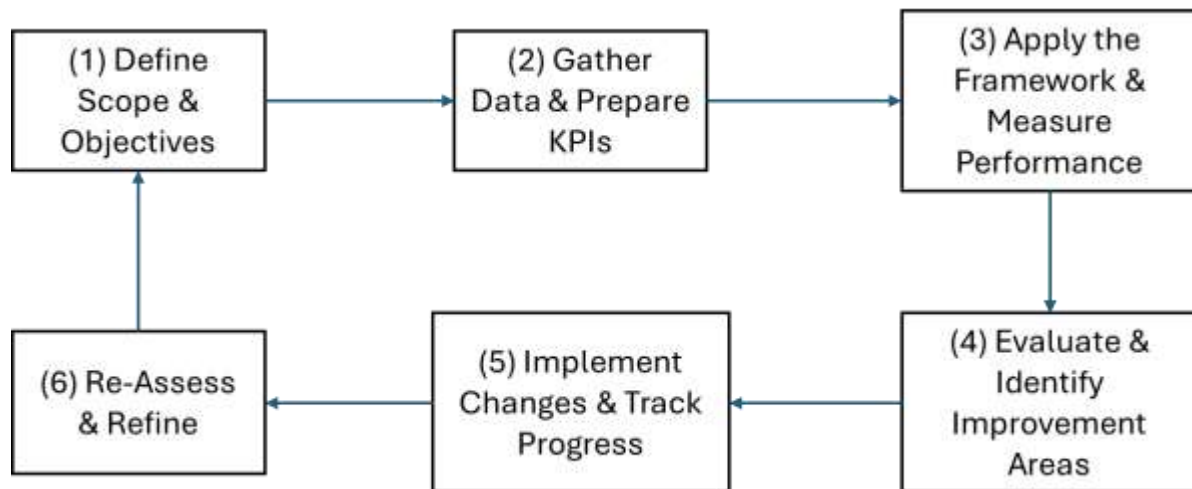 (1) Define
Scope &
Objectives
(2) Gather
Data & Prepare
KPIs
(3) Apply the
Framework &
Measure
Performance
(4) Evaluate &
Identify
Improvement
Areas
(5) Implement
Changes & Track
Progress
(6) Re-Assess
& Refine